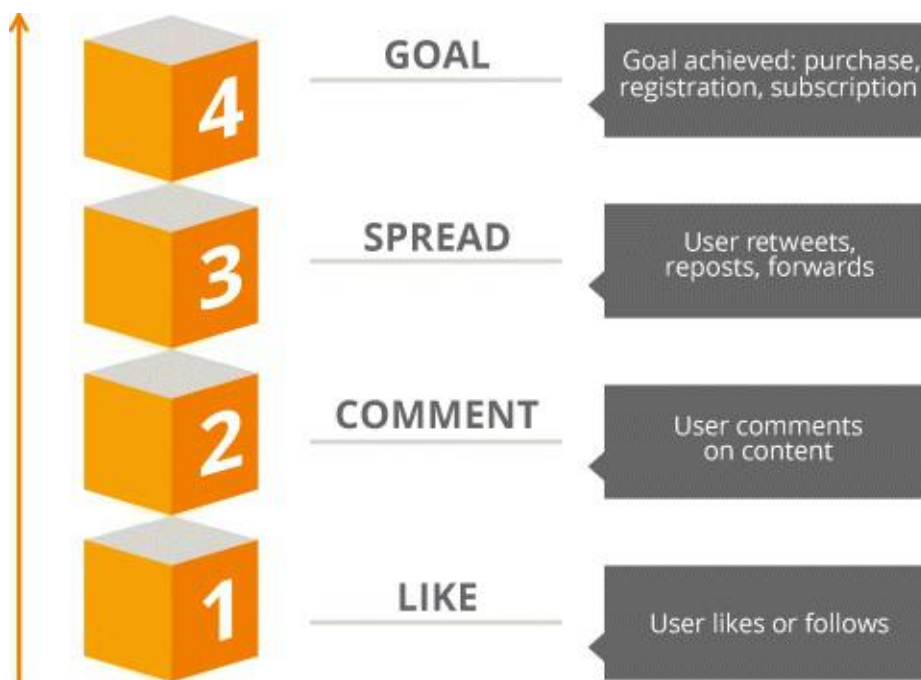 4
GOAL
Goal achieved: purchase,
registration, subscription
3
SPREAD
User retweets,
reposts, forwards
2
COMMENT
User comments
on content
1
LIKE
User likes or follows